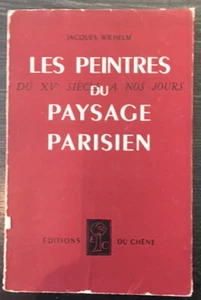 JACQUES WILHELM
LES PEINTRES
DU XVᵉ SIÈCLE A NOS JOURS
DU
PAYSAGE
PARISIEN
EDITIONS DU CHÊNE